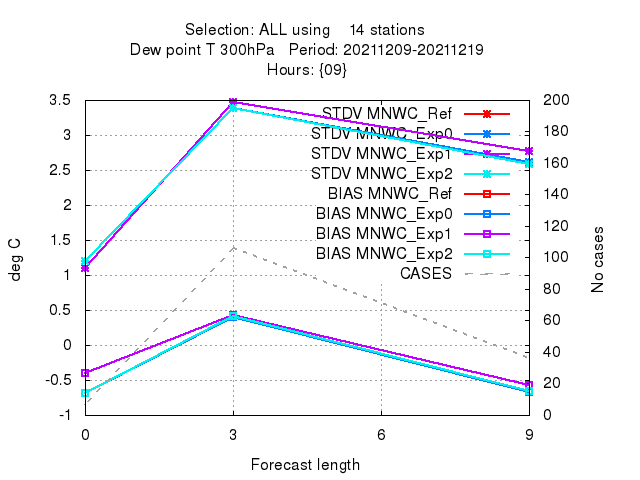 Selection: ALL using    14 stations
Dew point T 300hPa   Period: 20211209-20211219
Hours: {09}
3.5
3
2.5
2
1.5
1
0.5
0
-0.5
-1
deg C
STDV MNWC_Ref
STDV MNWC_Exp0
STDV MNWC_Exp1
STDV MNWC_Exp2
BIAS MNWC_Ref
BIAS MNWC_Exp0
BIAS MNWC_Exp1
BIAS MNWC_Exp2
CASES
200
180
160
140
120
100
80
60
40
20
0
No cases
0 3 6 9
Forecast length